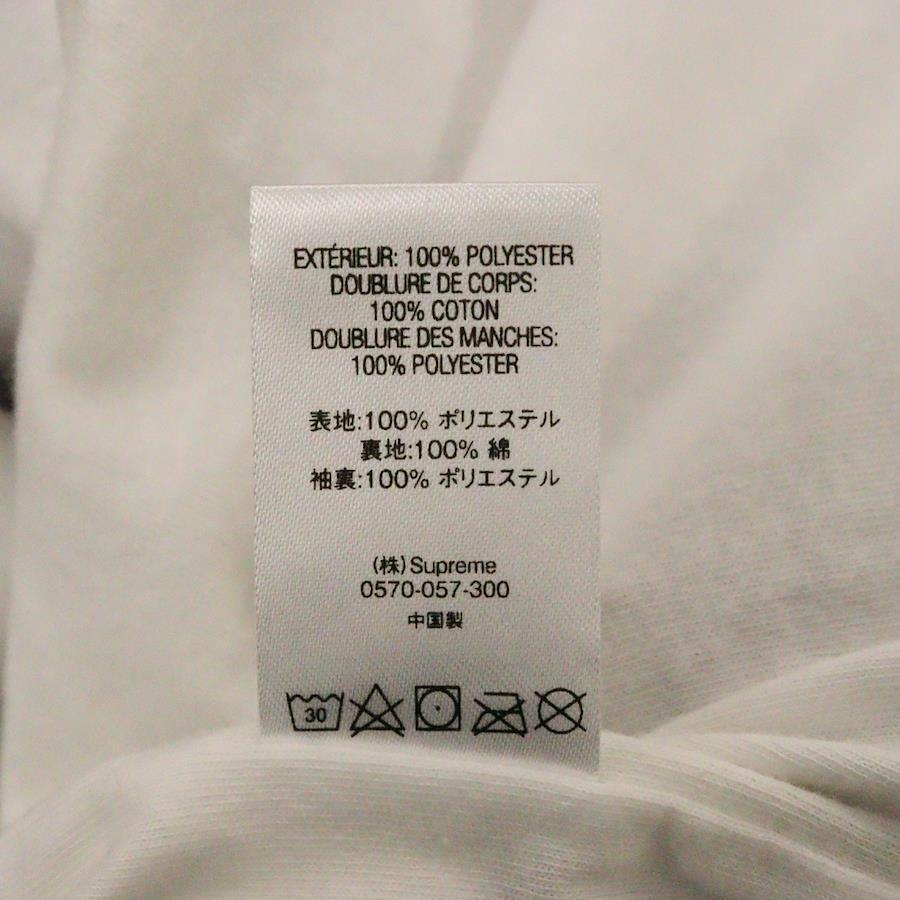 EXTÉRIEUR: 100% POLYESTER
DOUBLURE DE CORPS:
100% COTON
DOUBLURE DES MANCHES:
100% POLYESTER
表地:100% ポリエステル
裏地:100% 綿
袖裏:100% ポリエステル
(株)Supreme
0570-057-300
中国製
30